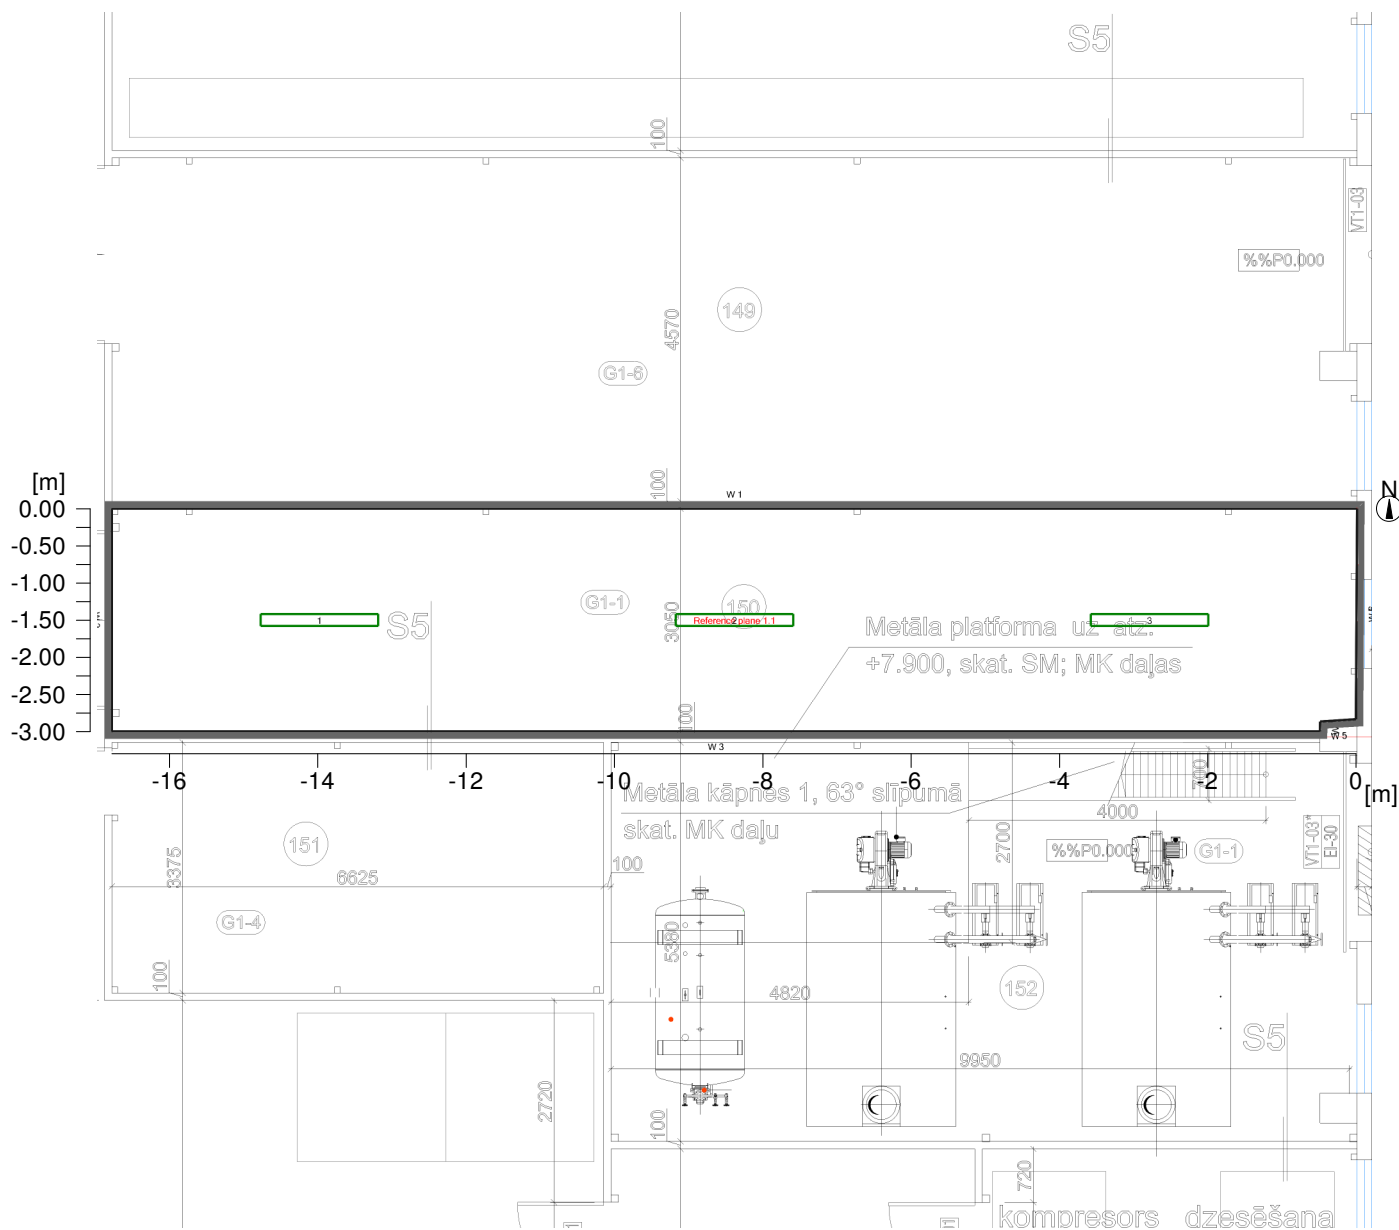 S5
100
VT1-03
%%P0.000
149
4570
G1-6
100
[m]
W 1
N
0.00
-0.50
-1.00
-1.50
-2.00
-2.50
-3.00
G1-1
150
1
S5
Reference plane 1.1
2
3
3050
Metāla platforma uz atz.
+7.900, skat. SM; MK daļas
100
W 3
W 5
-16
-14
-12
-10
-8
-6
-4
-2
0
[m]
Metāla kāpnes 1, 63° slīpumā
skat. MK daļu
700
4000
151
3375
6625
100
2700
%%P0.000
G1-1
VT1-03*
EI-30
G1-4
100
5380
4820
152
S5
9950
2720
100
720
kompresors dzesēšana